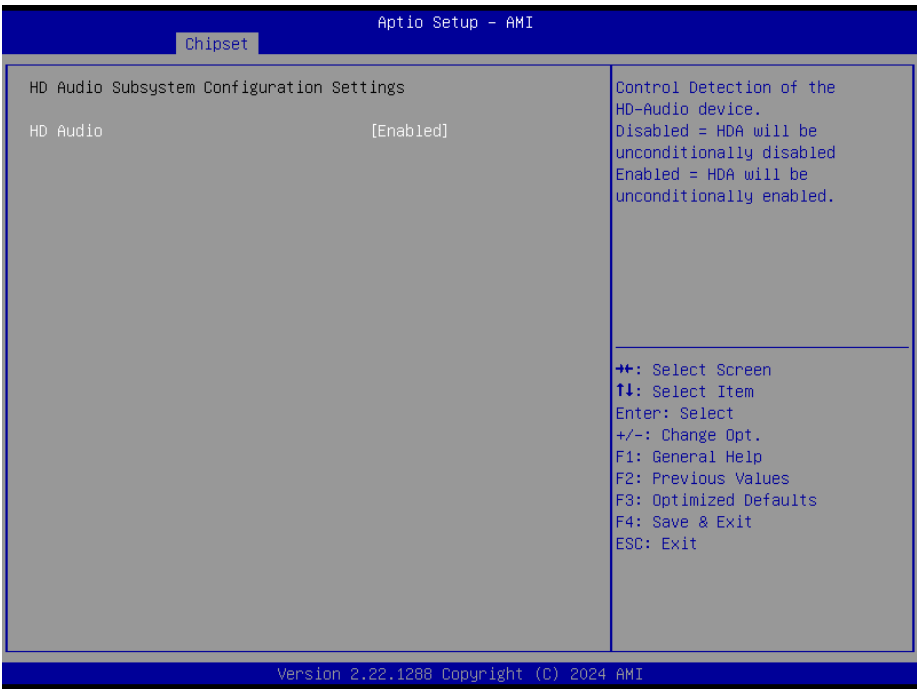 Aptio Setup – AMI
Chipset
HD Audio Subsystem Configuration Settings
HD Audio [Enabled]
Control Detection of the
HD-Audio device.
Disabled = HDA will be
unconditionally disabled
Enabled = HDA will be
unconditionally enabled.
→←: Select Screen
↑↓: Select Item
Enter: Select
+/-: Change Opt.
F1: General Help
F2: Previous Values
F3: Optimized Defaults
F4: Save & Exit
ESC: Exit
Version 2.22.1288 Copyright (C) 2024 AMI